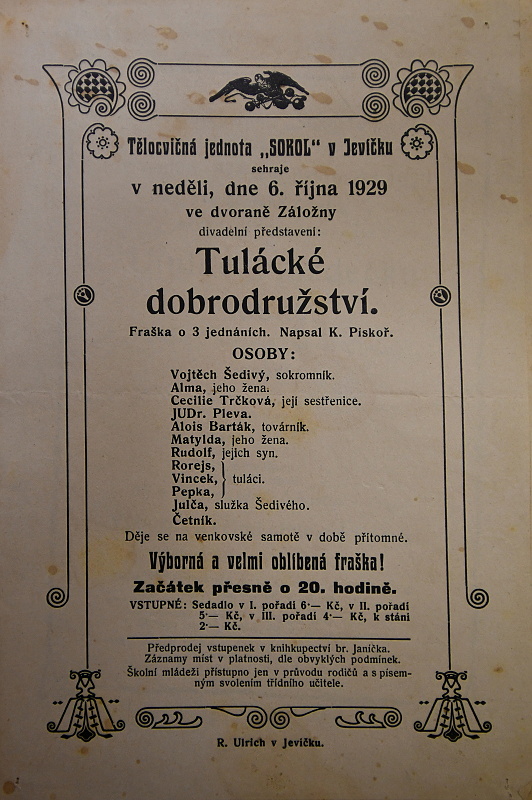 Tělocvičná jednota „SOKOL“ v Jevíčku
sehraje
v neděli, dne 6. října 1929
ve dvoraně Záložny
divadelní představení:
Tulácké
dobrodružství.
Fraška o 3 jednáních. Napsal K. Piskoř.
OSOBY:
Vojtěch Šedivý, sokromník.
Alma, jeho žena.
Cecilie Trčková, její sestřenice.
JUDr. Pleva.
Alois Barták, továrník.
Matylda, jeho žena.
Rudolf, jejich syn.
Rorejs,
Vincek, } tuláci.
Pepka,
Julča, služka Šedivého.
Četník.
Děje se na venkovské samotě v době přítomné.
Výborná a velmi oblíbená fraška!
Začátek přesně o 20. hodině.
VSTUPNÉ: Sedadlo v I. pořadí 6·— Kč, v II. pořadí
5·— Kč, v III. pořadí 4·— Kč, k stání
2·— Kč.
Předprodej vstupenek v knihkupectví br. Janíčka.
Záznamy míst v platnosti, dle obvyklých podmínek.
Školní mládeži přístupno jen v průvodu rodičů a s písem-
ným svolením třídního učitele.
R. Ulrich v Jevíčku.